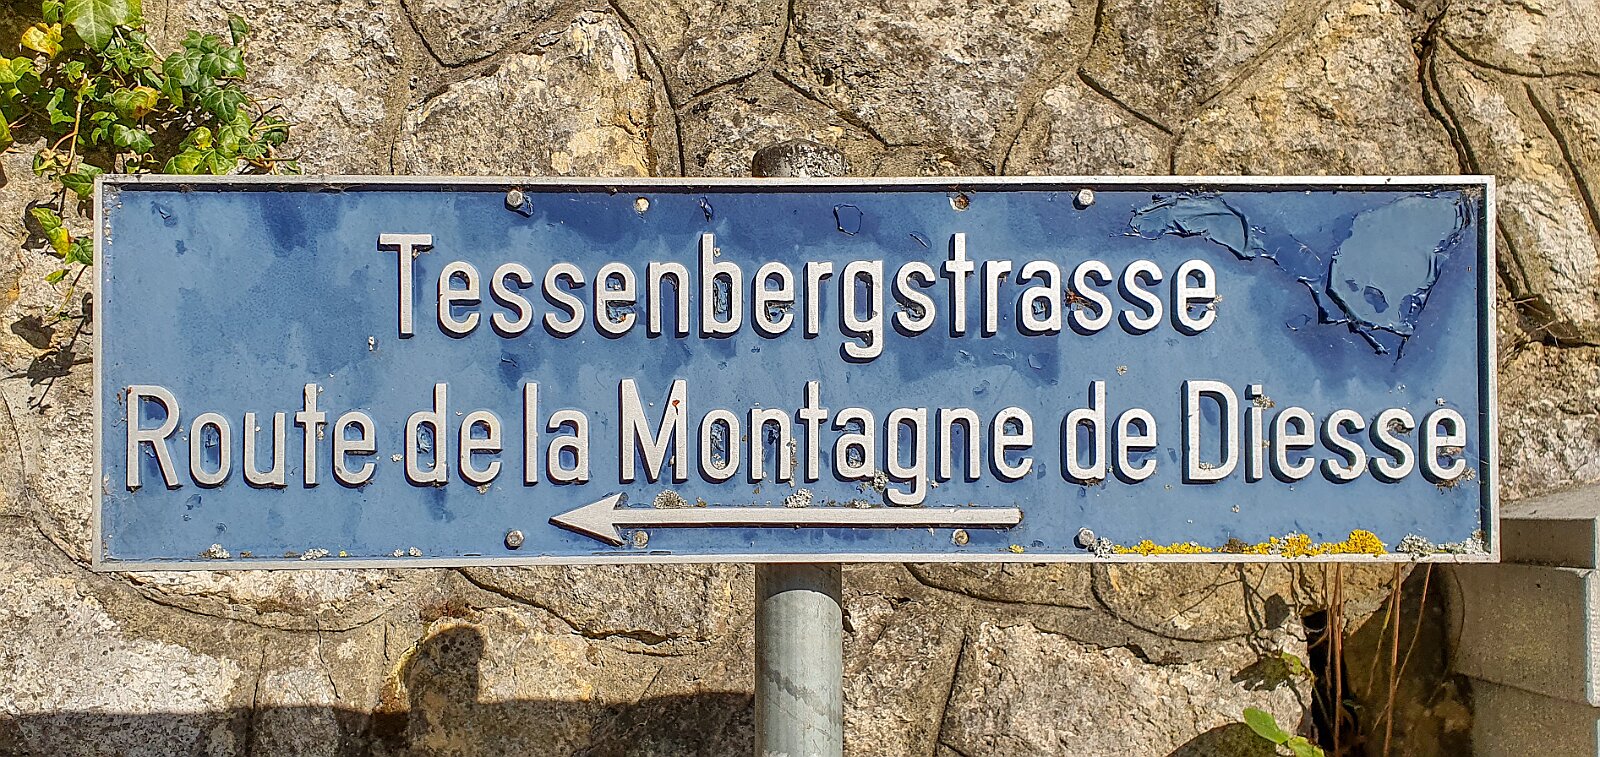 Tessenbergstrasse
Route de la Montagne de Diesse